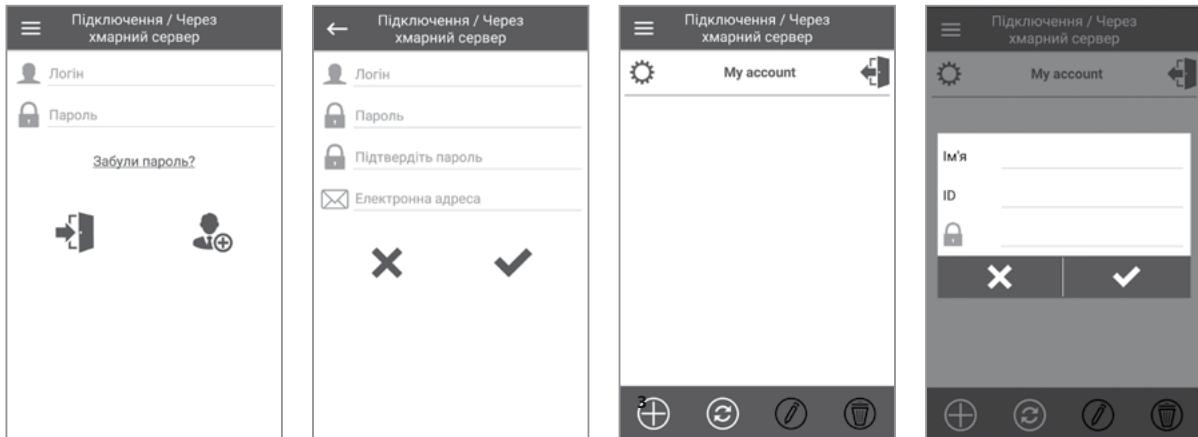 Підключення / Через
хмарний сервер
Логін
Пароль
Забули пароль?
Підключення / Через
хмарний сервер
Логін
Пароль
Підтвердіть пароль
Електронна адреса
Підключення / Через
хмарний сервер
My account
3
Підключення / Через
хмарний сервер
My account
Ім'я
ID